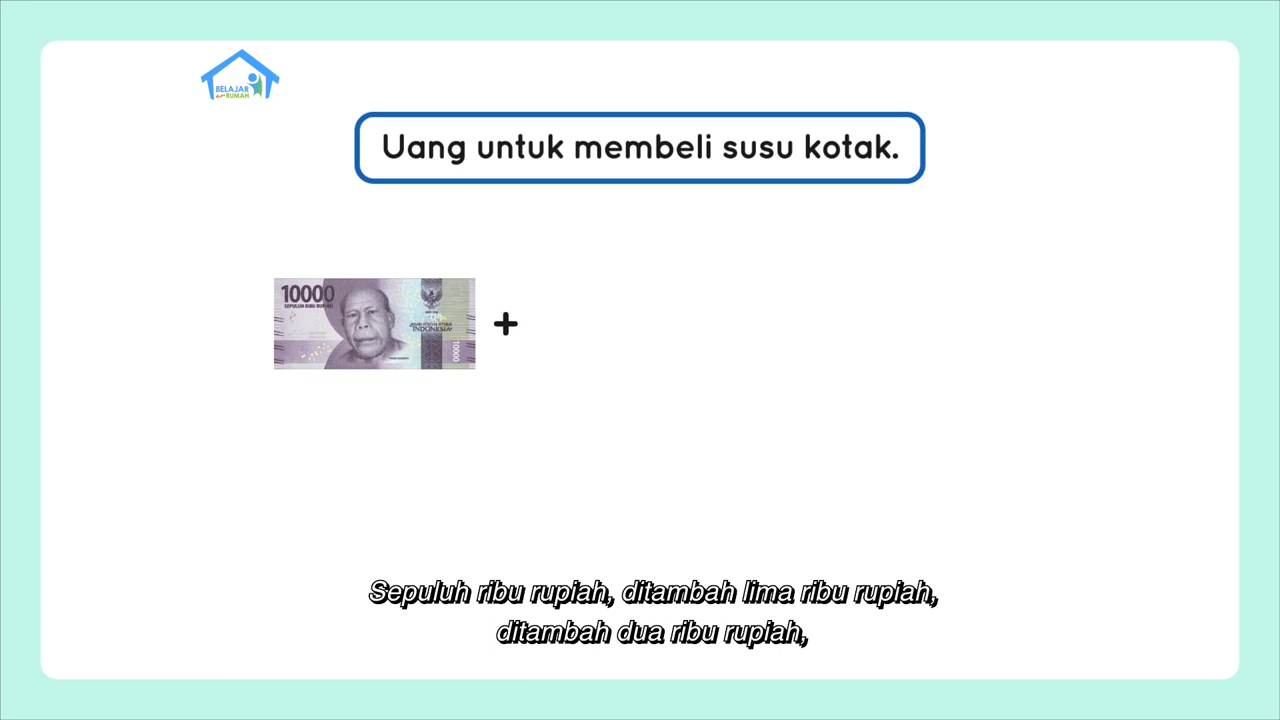 BELAJAR
dari RUMAH
Uang untuk membeli susu kotak.
10000
SEPULUH RIBU RUPIAH
INDONESIA
10000
Sepuluh ribu rupiah, ditambah lima ribu rupiah,
ditambah dua ribu rupiah,